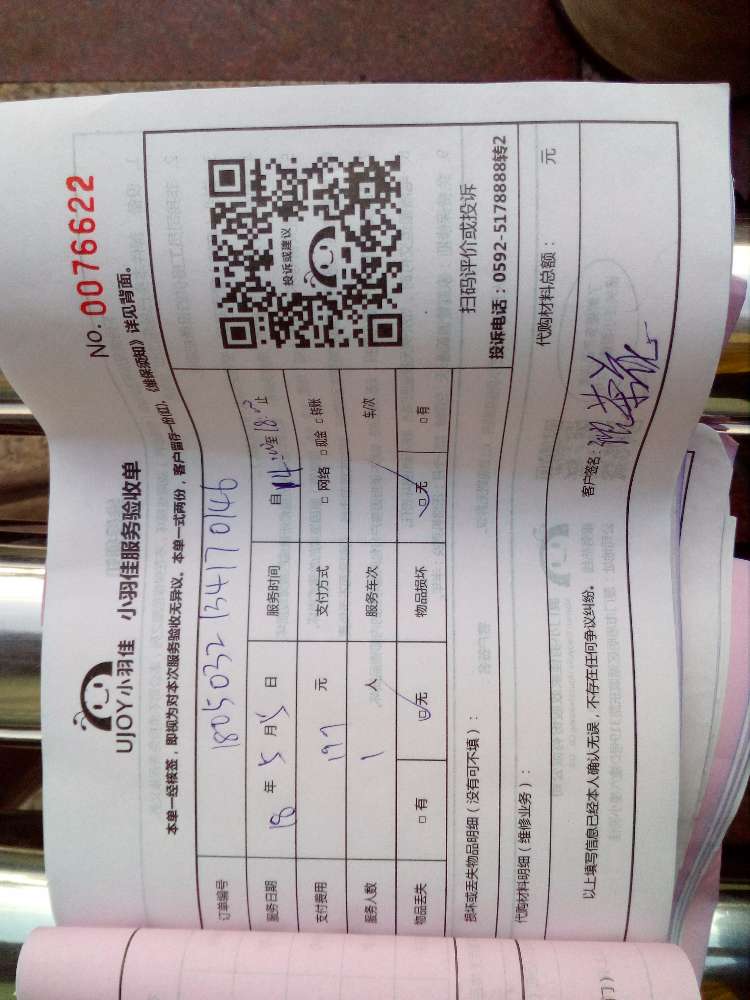 NO. 0076622
UJOY小羽佳 小羽佳服务验收单
本单一经核签，即视为对本次服务验收无异议，本单一式两份，客户留存一份(红)，《维保须知》详见背面。
订单编号 1805032134170146
服务日期 18 年 5 月 5 日 服务时间 自 14:00 至 18:00 止
支付费用 197 元 支付方式 □ 网络 □ 现金 □ 转账
服务人数 1 人 服务车次 车/次
物品丢失 □ 有 □ 无 物品损坏 □ 无 □ 有
投诉或建议
扫码评价或投诉
投诉电话：0592-5178888转2
损坏或丢失物品明细（没有可不填）：
代购材料明细（维修业务）： 代购材料总额： 元
以上填写信息已经本人确认无误，不存在任何争议纠纷。 客户签名：